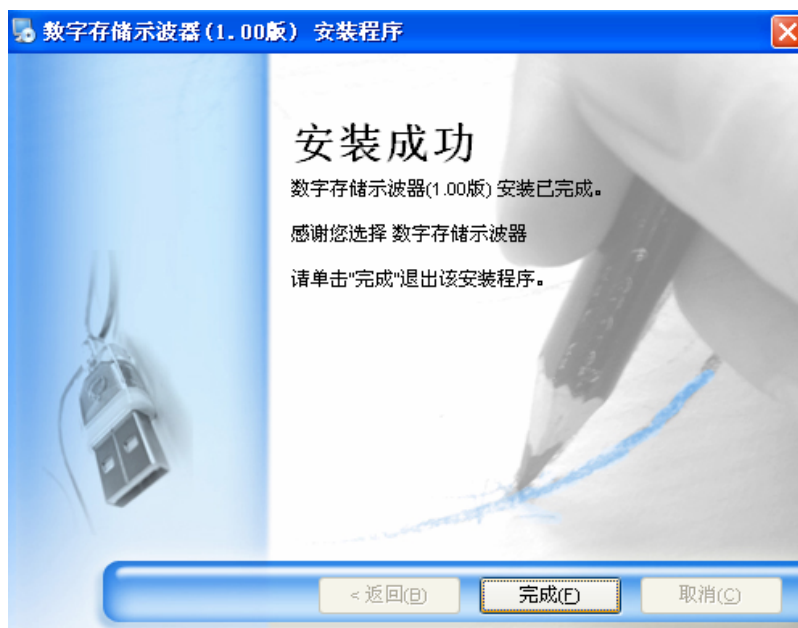 数字存储示波器(1.00版) 安装程序
安装成功
数字存储示波器(1.00版) 安装已完成。
感谢您选择 数字存储示波器
请单击"完成"退出该安装程序。
< 返回(B)
完成(F)
取消(C)